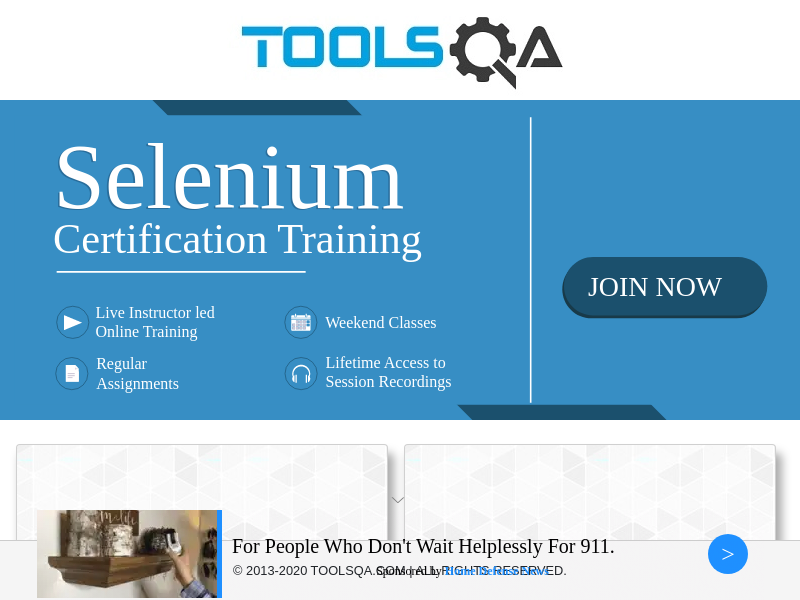 TOOLSQA
Selenium
Certification Training
Live Instructor led
Online Training
Weekend Classes
Regular
Assignments
Lifetime Access to
Session Recordings
JOIN NOW
For People Who Don't Wait Helplessly For 911.
© 2013-2020 TOOLSQA.COM | ALL RIGHTS RESERVED.
Sponsored by
>